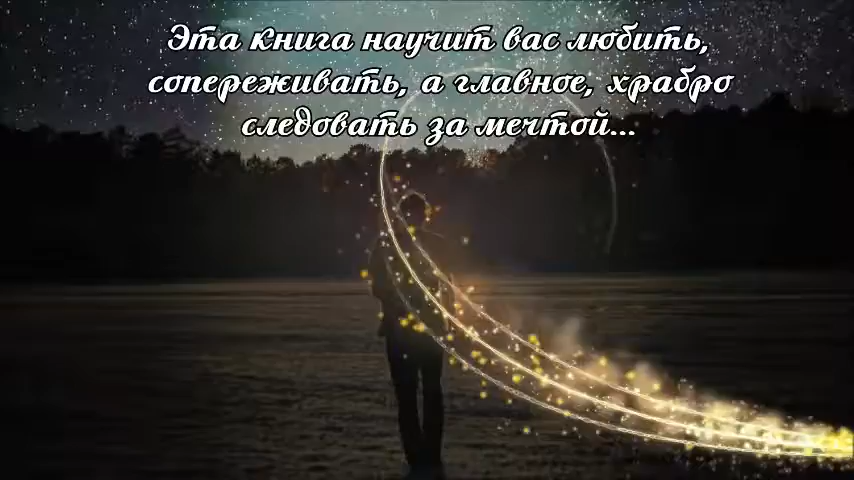 Эта книга научит вас любить,
сопереживать, а главное, храбро
следовать за мечтой...